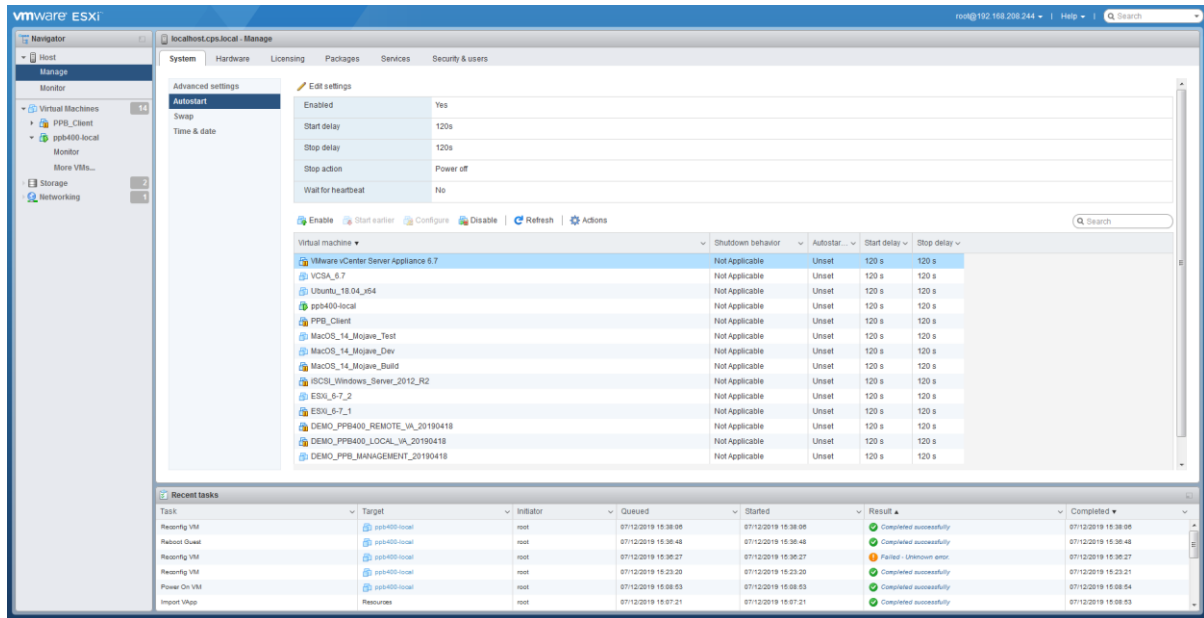 vmware ESXi root@192.168.208.244 | Help | Search
Navigator
Host
Manage
Monitor
Virtual Machines 14
PPB_Client
ppb400-local
Monitor
More VMs...
Storage 2
Networking 1
localhost.cps.local - Manage
System Hardware Licensing Packages Services Security & users
Advanced settings
Autostart
Swap
Time & date
Edit settings
Enabled Yes
Start delay 120s
Stop delay 120s
Stop action Power off
Wait for heartbeat No
Enable Start earlier Configure Disable | Refresh | Actions Search
Virtual machine Shutdown behavior Autostar... Start delay Stop delay
VMware vCenter Server Appliance 6.7 Not Applicable Unset 120 s 120 s
VCSA_6.7 Not Applicable Unset 120 s 120 s
Ubuntu_18.04_x64 Not Applicable Unset 120 s 120 s
ppb400-local Not Applicable Unset 120 s 120 s
PPB_Client Not Applicable Unset 120 s 120 s
MacOS_14_Mojave_Test Not Applicable Unset 120 s 120 s
MacOS_14_Mojave_Dev Not Applicable Unset 120 s 120 s
MacOS_14_Mojave_Build Not Applicable Unset 120 s 120 s
iSCSI_Windows_Server_2012_R2 Not Applicable Unset 120 s 120 s
ESXi_6-7_2 Not Applicable Unset 120 s 120 s
ESXi_6-7_1 Not Applicable Unset 120 s 120 s
DEMO_PPB400_REMOTE_VA_20190418 Not Applicable Unset 120 s 120 s
DEMO_PPB400_LOCAL_VA_20190418 Not Applicable Unset 120 s 120 s
DEMO_PPB_MANAGEMENT_20190418 Not Applicable Unset 120 s 120 s
Recent tasks
Task Target Initiator Queued Started Result Completed
Reconfig VM ppb400-local root 07/12/2019 15:38:06 07/12/2019 15:38:06 Completed successfully 07/12/2019 15:38:06
Reboot Guest ppb400-local root 07/12/2019 15:36:48 07/12/2019 15:36:48 Completed successfully 07/12/2019 15:36:48
Reconfig VM ppb400-local root 07/12/2019 15:36:27 07/12/2019 15:36:27 Failed - Unknown error. 07/12/2019 15:36:27
Reconfig VM ppb400-local root 07/12/2019 15:23:20 07/12/2019 15:23:20 Completed successfully 07/12/2019 15:23:21
Power On VM ppb400-local root 07/12/2019 15:08:53 07/12/2019 15:08:53 Completed successfully 07/12/2019 15:08:54
Import VApp Resources root 07/12/2019 15:07:21 07/12/2019 15:07:21 Completed successfully 07/12/2019 15:08:53